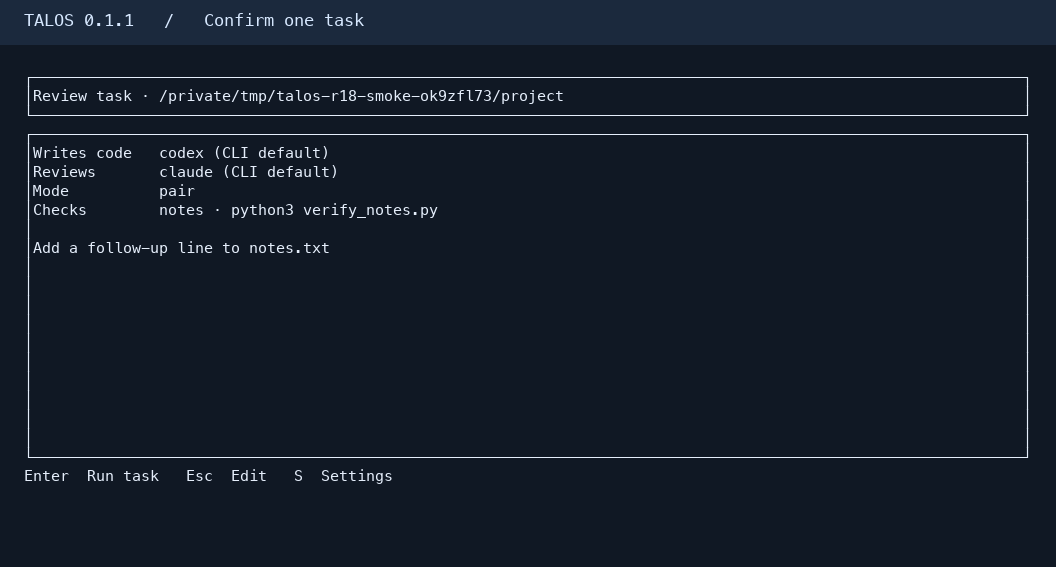 TALOS 0.1.1   /   Confirm one task
Review task · /private/tmp/talos-r18-smoke-ok9zfl73/project
Writes code   codex (CLI default)
Reviews       claude (CLI default)
Mode          pair
Checks        notes · python3 verify_notes.py
Add a follow-up line to notes.txt
Enter  Run task   Esc  Edit   S  Settings